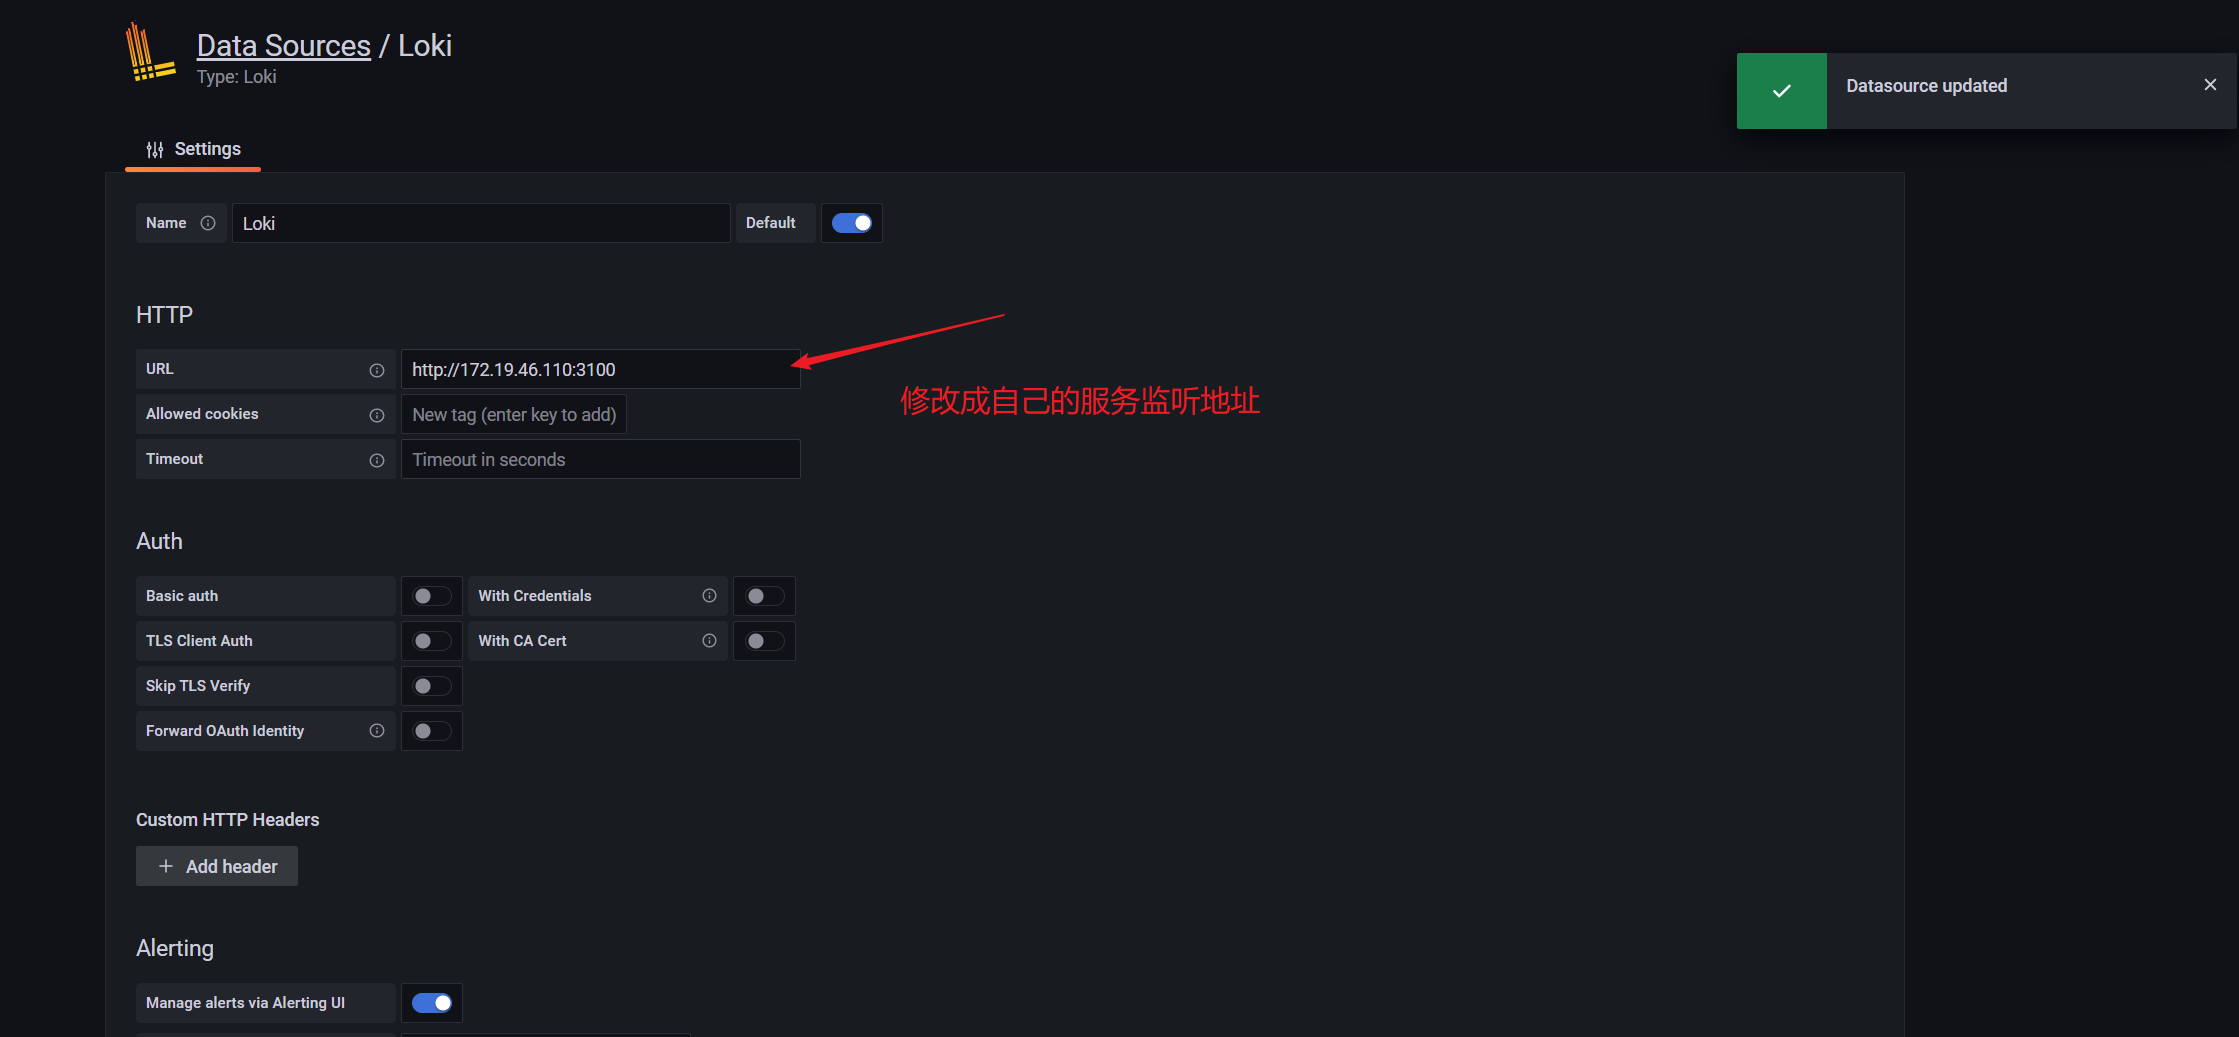 Data Sources / Loki
Type: Loki
Datasource updated
Settings
Name
Loki
Default
HTTP
URL
http://172.19.46.110:3100
修改成自己的服务监听地址
Allowed cookies
New tag (enter key to add)
Timeout
Timeout in seconds
Auth
Basic auth
With Credentials
TLS Client Auth
With CA Cert
Skip TLS Verify
Forward OAuth Identity
Custom HTTP Headers
Add header
Alerting
Manage alerts via Alerting UI